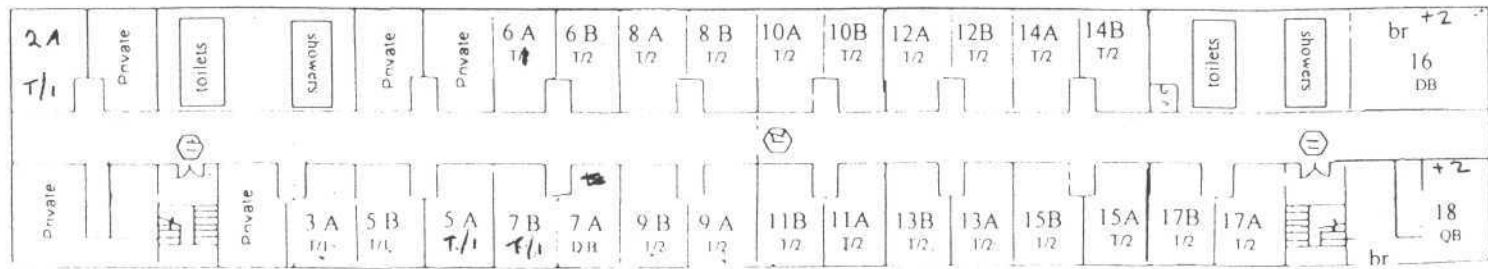 2A
T/1
Private
toilets
showers
Private
Private
6 A
T/1
6 B
T/2
8 A
T/2
8 B
T/2
10A
T/2
10B
T/2
12A
T/2
12B
T/2
14A
T/2
14B
T/2
toilets
showers
br +2
16
DB
Private
Private
3 A
T/1
5 B
T/1
5 A
T/1
7 B
T/1
7 A
DB
9 B
T/2
9 A
T/2
11B
T/2
11A
T/2
13B
T/2
13A
T/2
15B
T/2
15A
T/2
17B
T/2
17A
T/2
+2
18
QB
br